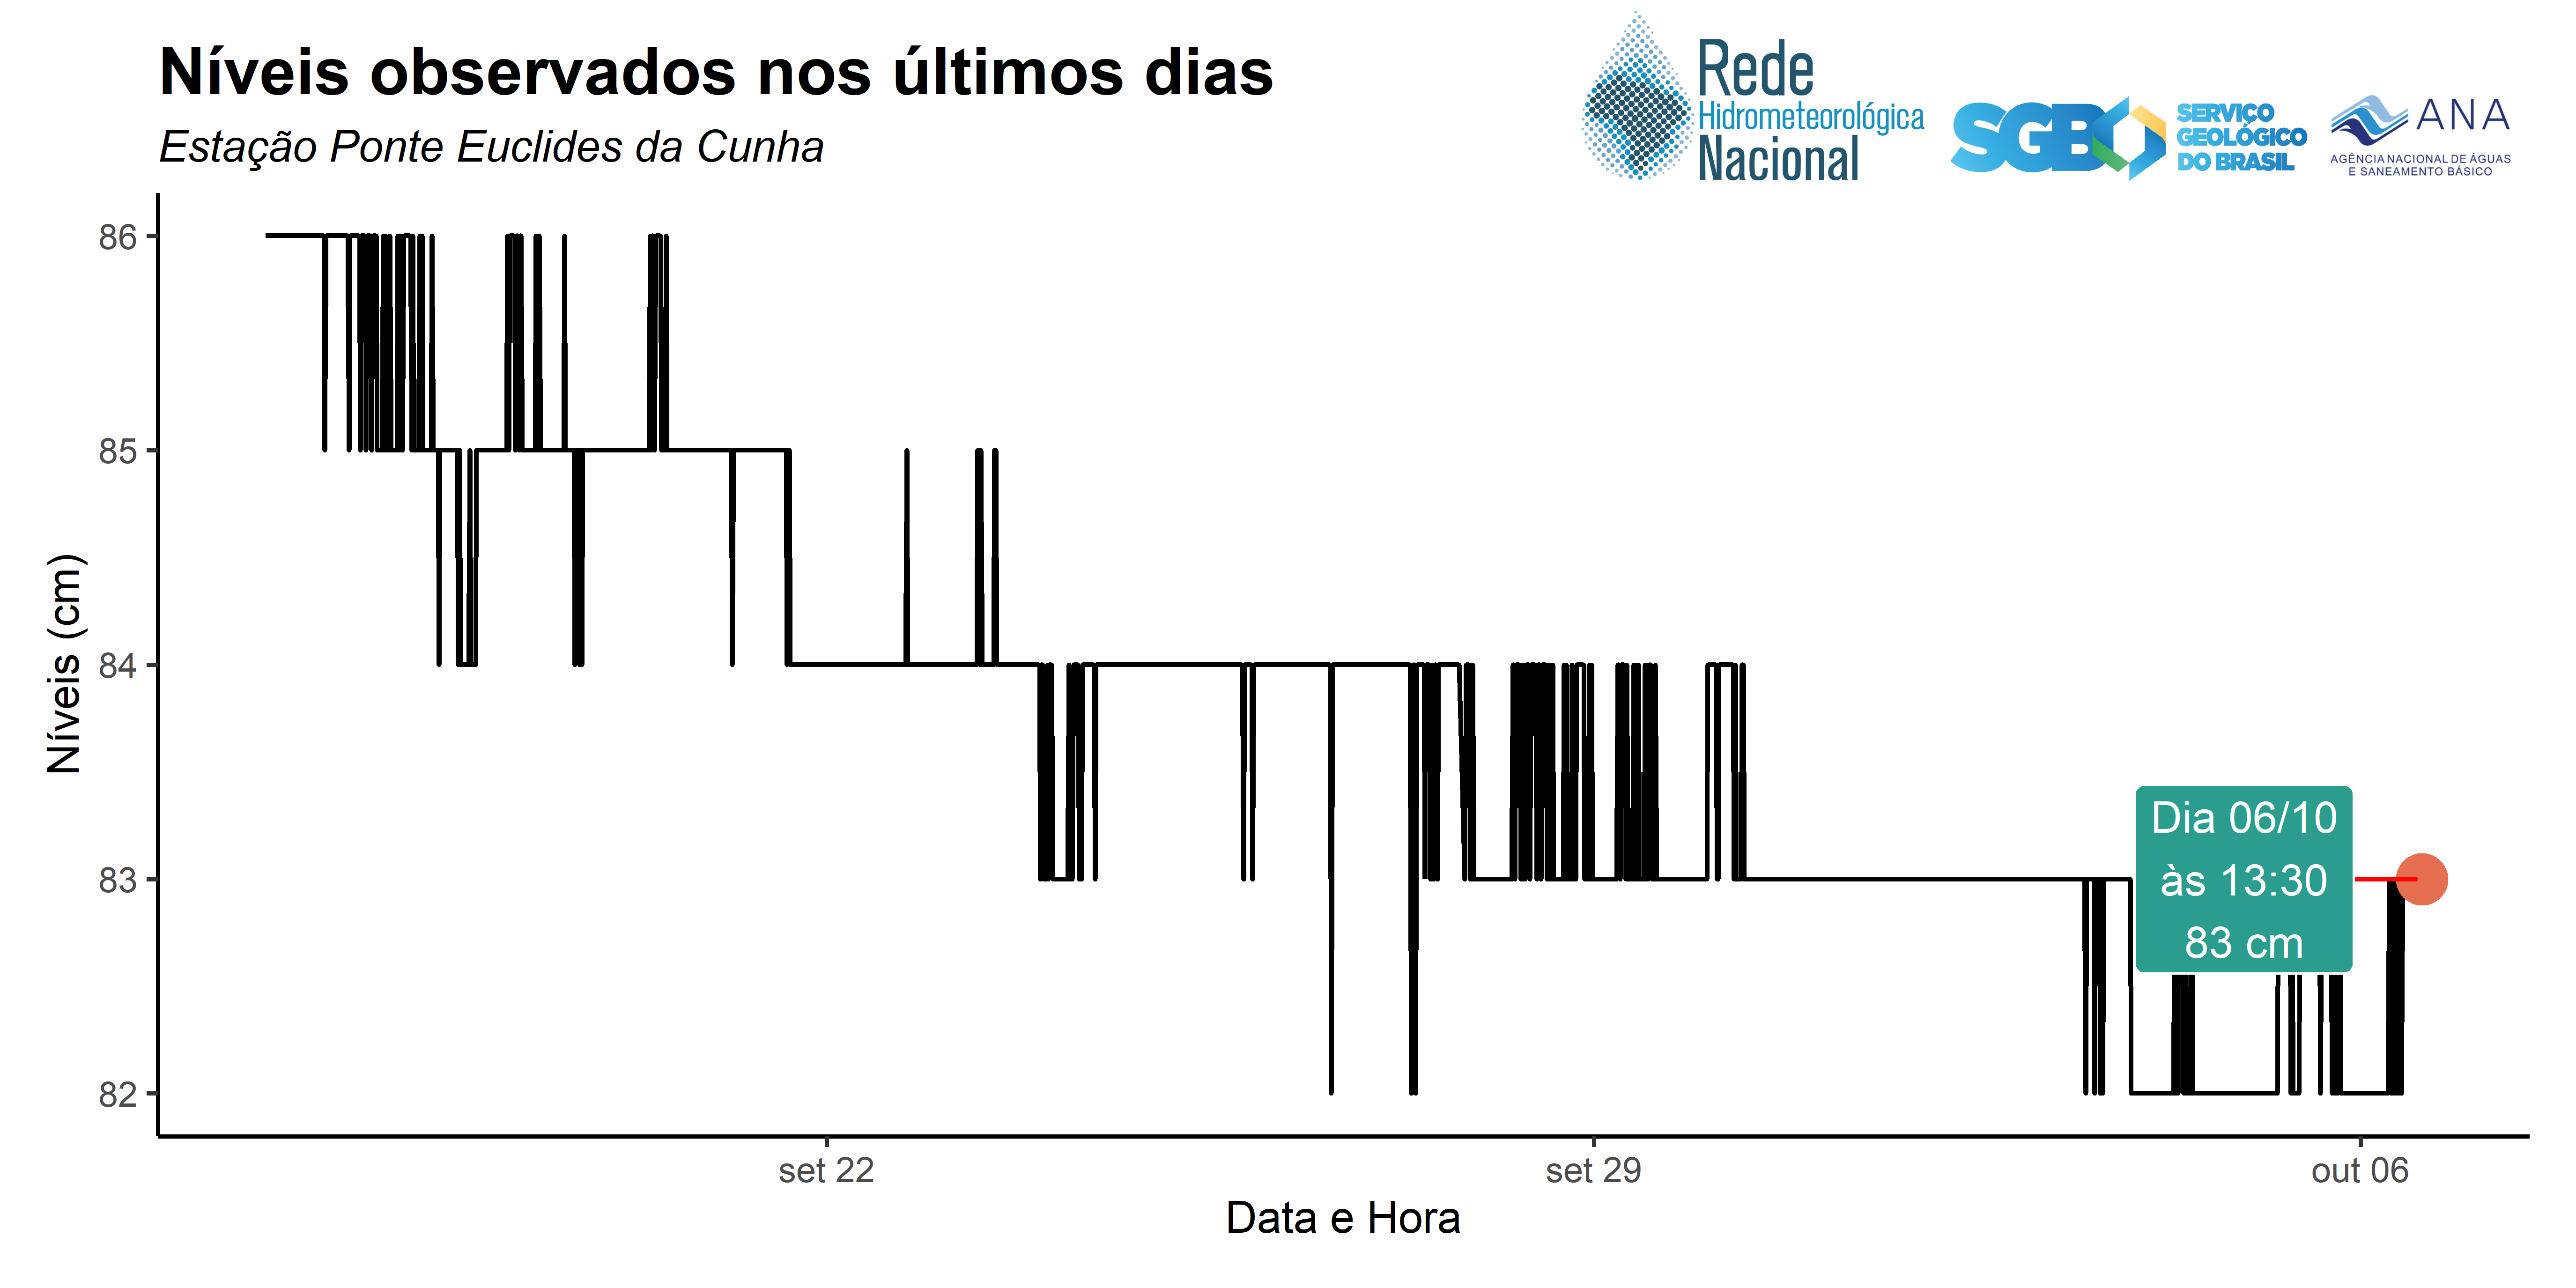 Níveis observados nos últimos dias
Estação Ponte Euclides da Cunha
Rede
Hidrometeorológica
Nacional
SGB
SERVIÇO
GEOLÓGICO
DO BRASIL
ANA
AGÊNCIA NACIONAL DE ÁGUAS
E SANEAMENTO BÁSICO
Níveis (cm)
86
85
84
83
82
Dia 06/10
às 13:30
83 cm
set 22
set 29
out 06
Data e Hora